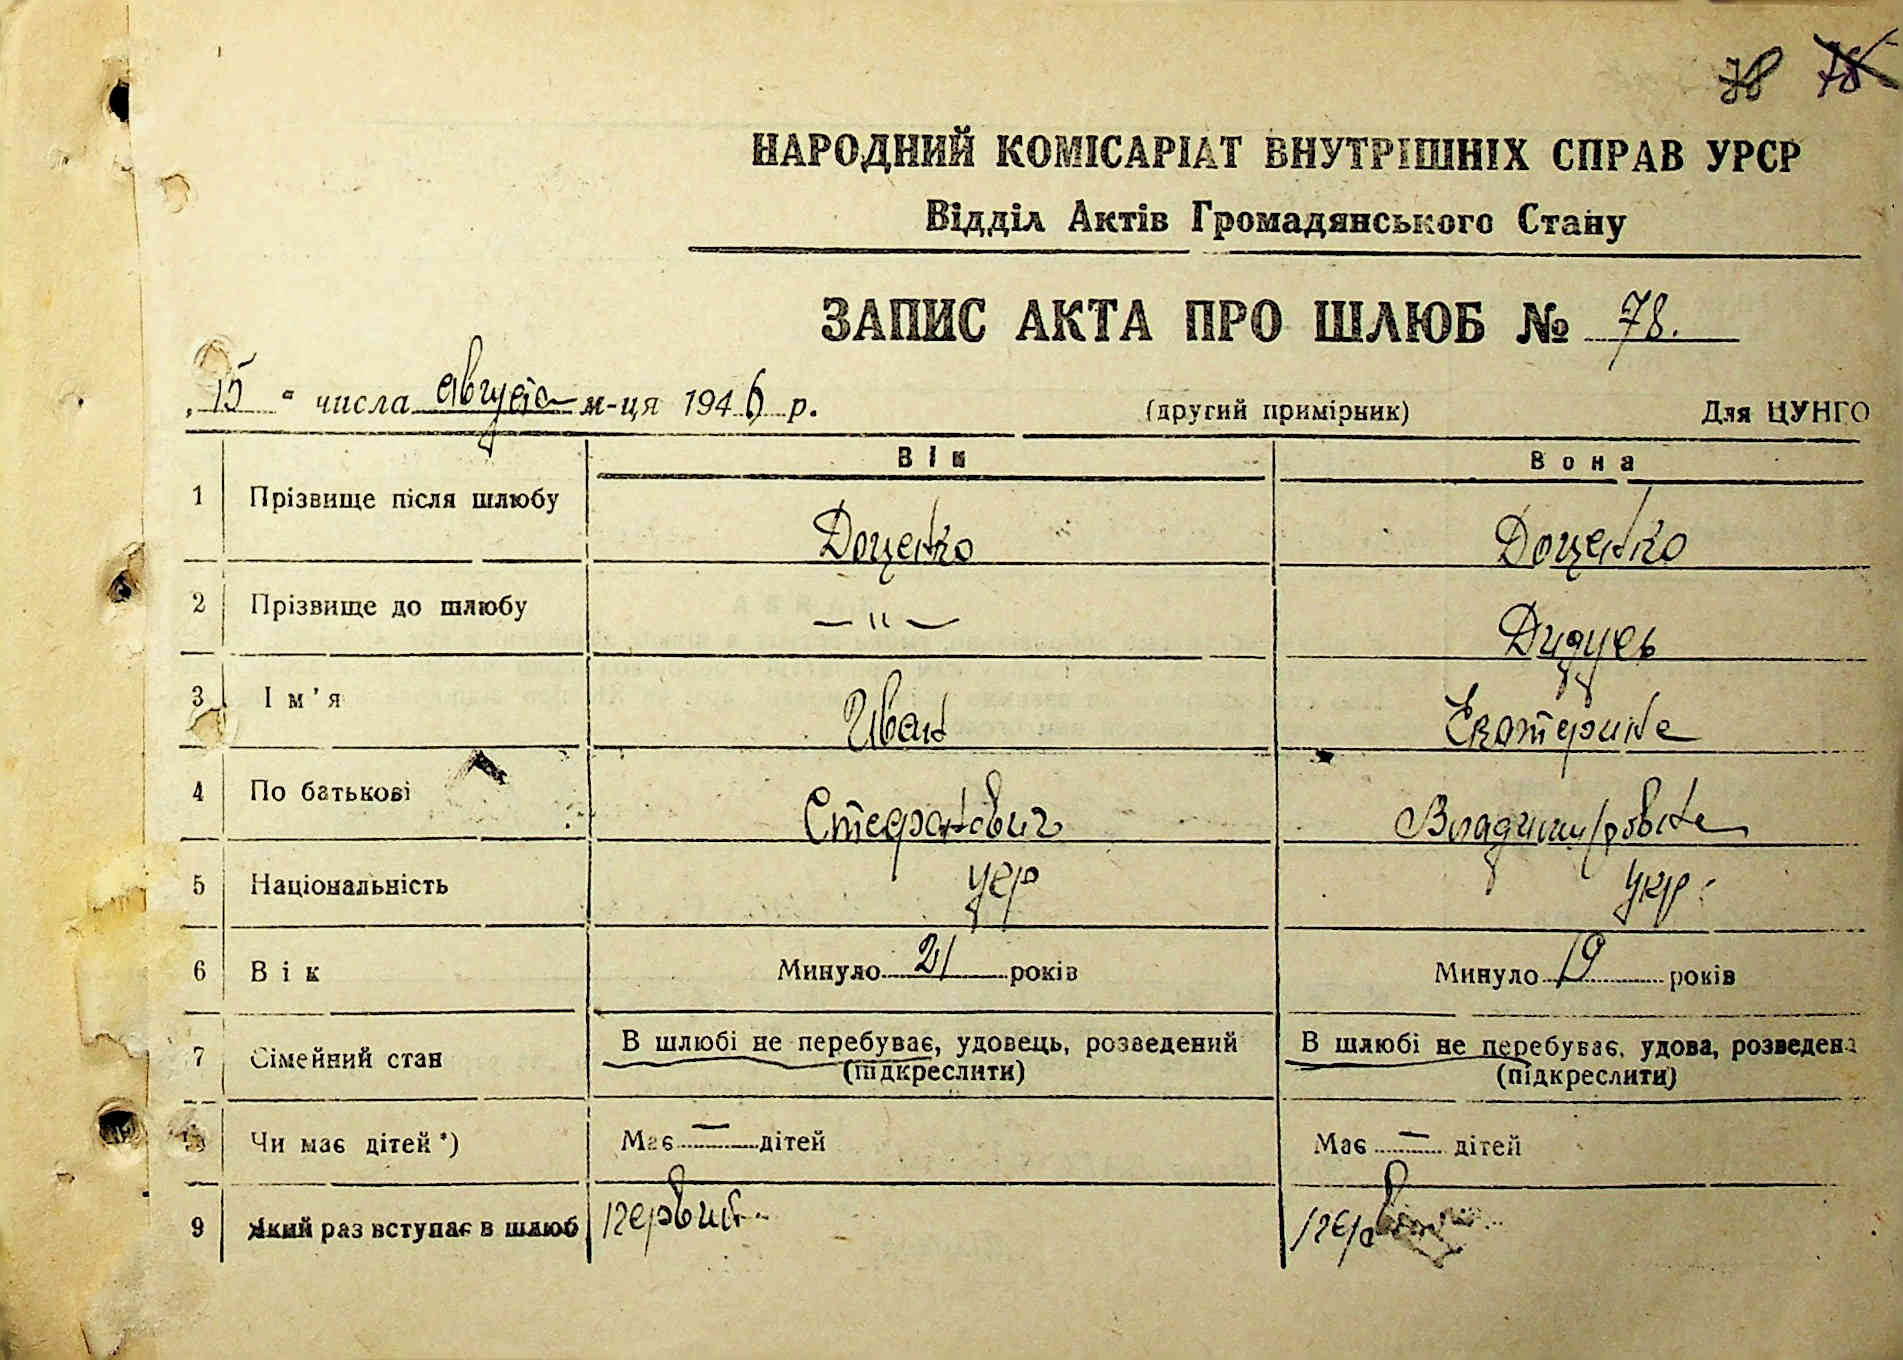 78 78
НАРОДНИЙ КОМІСАРІАТ ВНУТРІШНІХ СПРАВ УРСР
Відділ Актів Громадянського Стану
ЗАПИС АКТА ПРО ШЛЮБ № 78.
„15" числа августа м-ця 1946 р. (другий примірник) Для ЦУНГО
Він Вона
1 Прізвище після шлюбу Доценко Доценко
2 Прізвище до шлюбу —"— Дидусь
3 Ім'я Иван Екатерина
4 По батькові Стефанович Владимировна
5 Національність укр укр.
6 Вік Минуло 21 років Минуло 19 років
7 Сімейний стан В шлюбі не перебуває, удовець, розведений В шлюбі не перебуває, удова, розведена
(підкреслити) (підкреслити)
Чи має дітей *) Має — дітей Має — дітей
9 Який раз вступає в шлюб первый